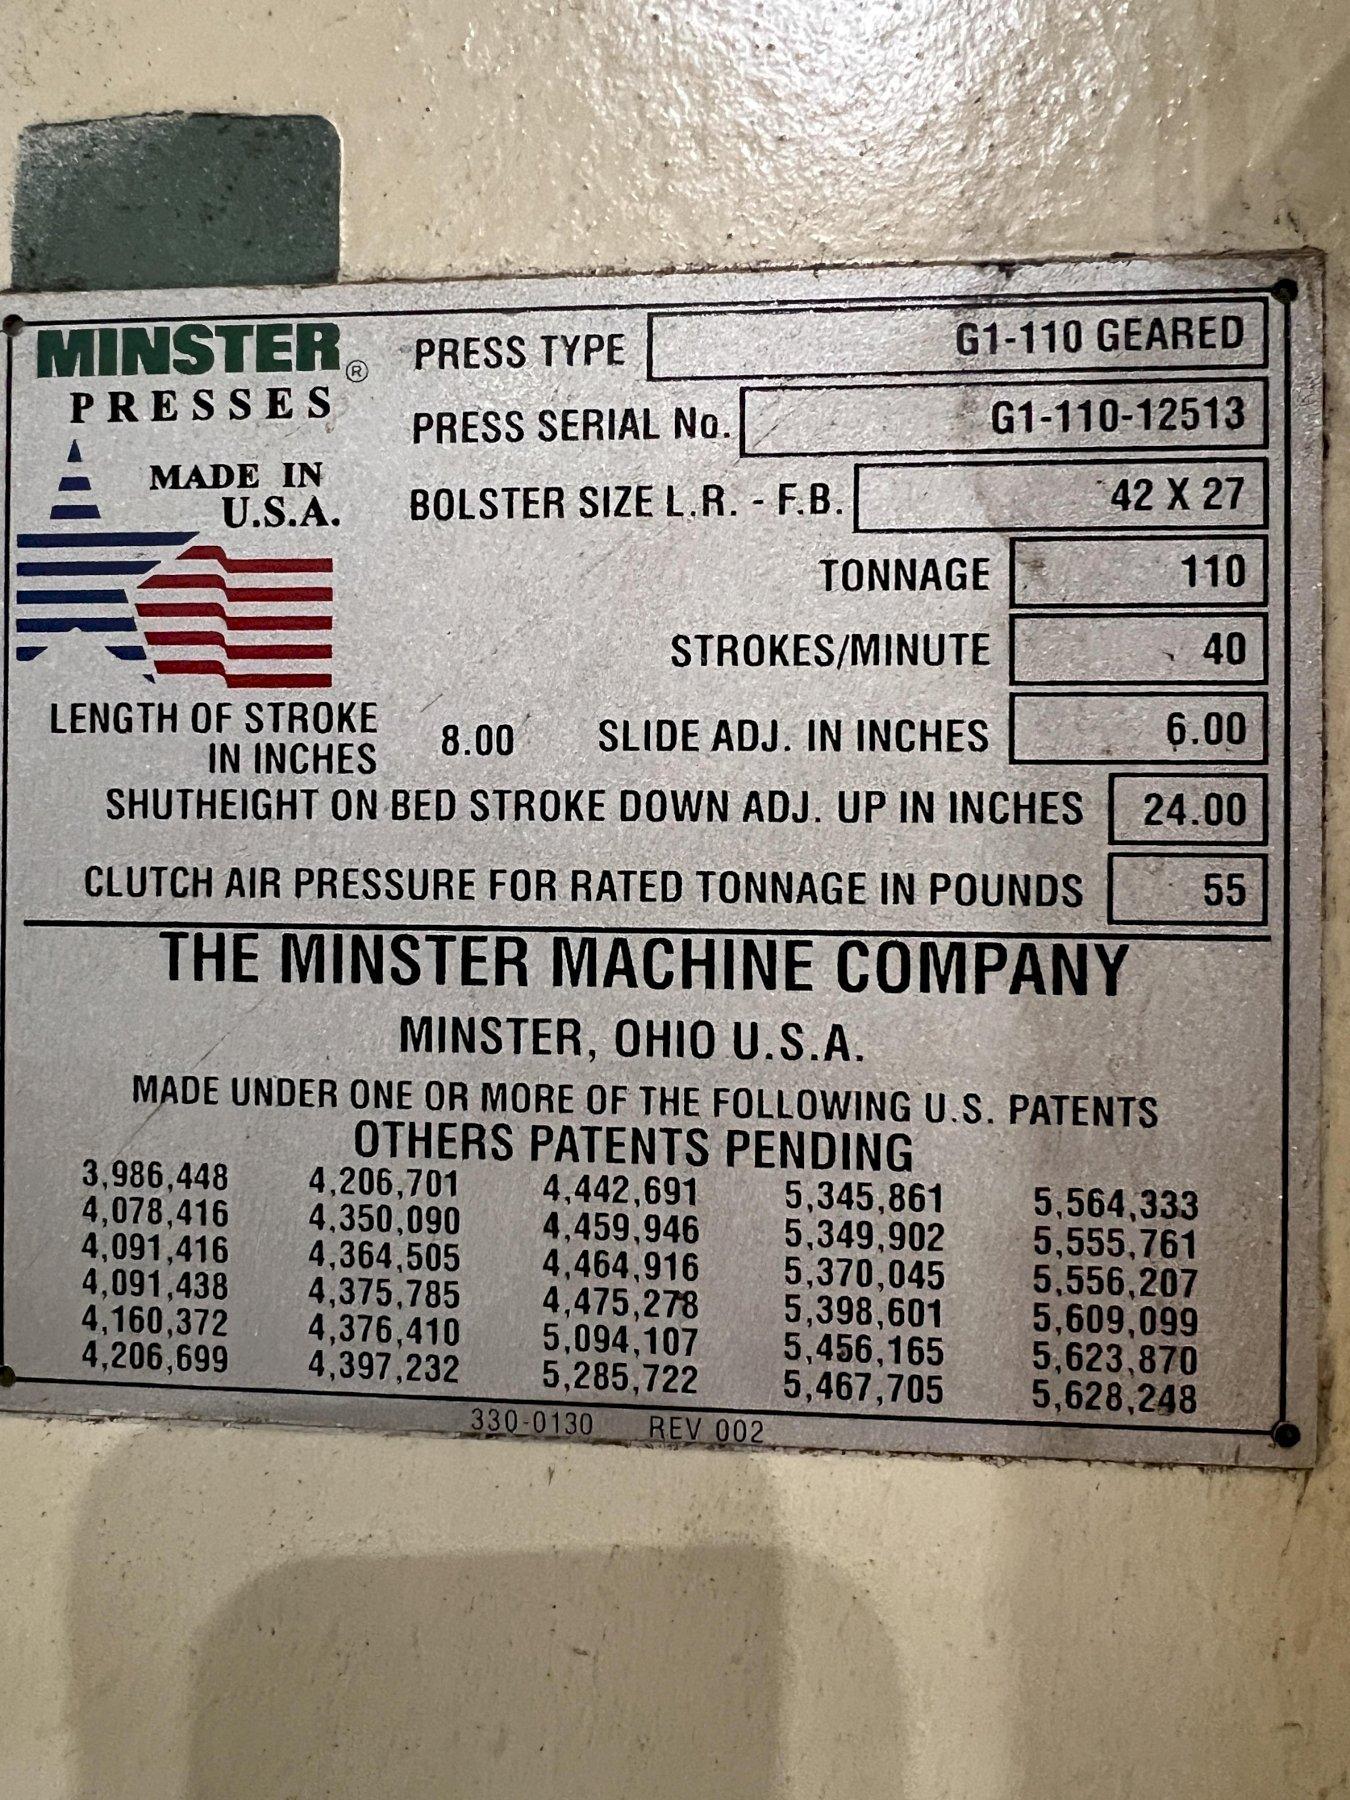 MINSTER®
PRESSES
MADE IN
U.S.A.
PRESS TYPE G1-110 GEARED
PRESS SERIAL No. G1-110-12513
BOLSTER SIZE L.R. - F.B. 42 X 27
TONNAGE 110
STROKES/MINUTE 40
LENGTH OF STROKE
IN INCHES 8.00 SLIDE ADJ. IN INCHES 6.00
SHUTHEIGHT ON BED STROKE DOWN ADJ. UP IN INCHES 24.00
CLUTCH AIR PRESSURE FOR RATED TONNAGE IN POUNDS 55
THE MINSTER MACHINE COMPANY
MINSTER, OHIO U.S.A.
MADE UNDER ONE OR MORE OF THE FOLLOWING U.S. PATENTS
OTHERS PATENTS PENDING
3,986,448 4,206,701 4,442,691 5,345,861 5,564,333
4,078,416 4,350,090 4,459,946 5,349,902 5,555,761
4,091,416 4,364,505 4,464,916 5,370,045 5,556,207
4,091,438 4,375,785 4,475,278 5,398,601 5,609,099
4,160,372 4,376,410 5,094,107 5,456,165 5,623,870
4,206,699 4,397,232 5,285,722 5,467,705 5,628,248
330-0130 REV 002